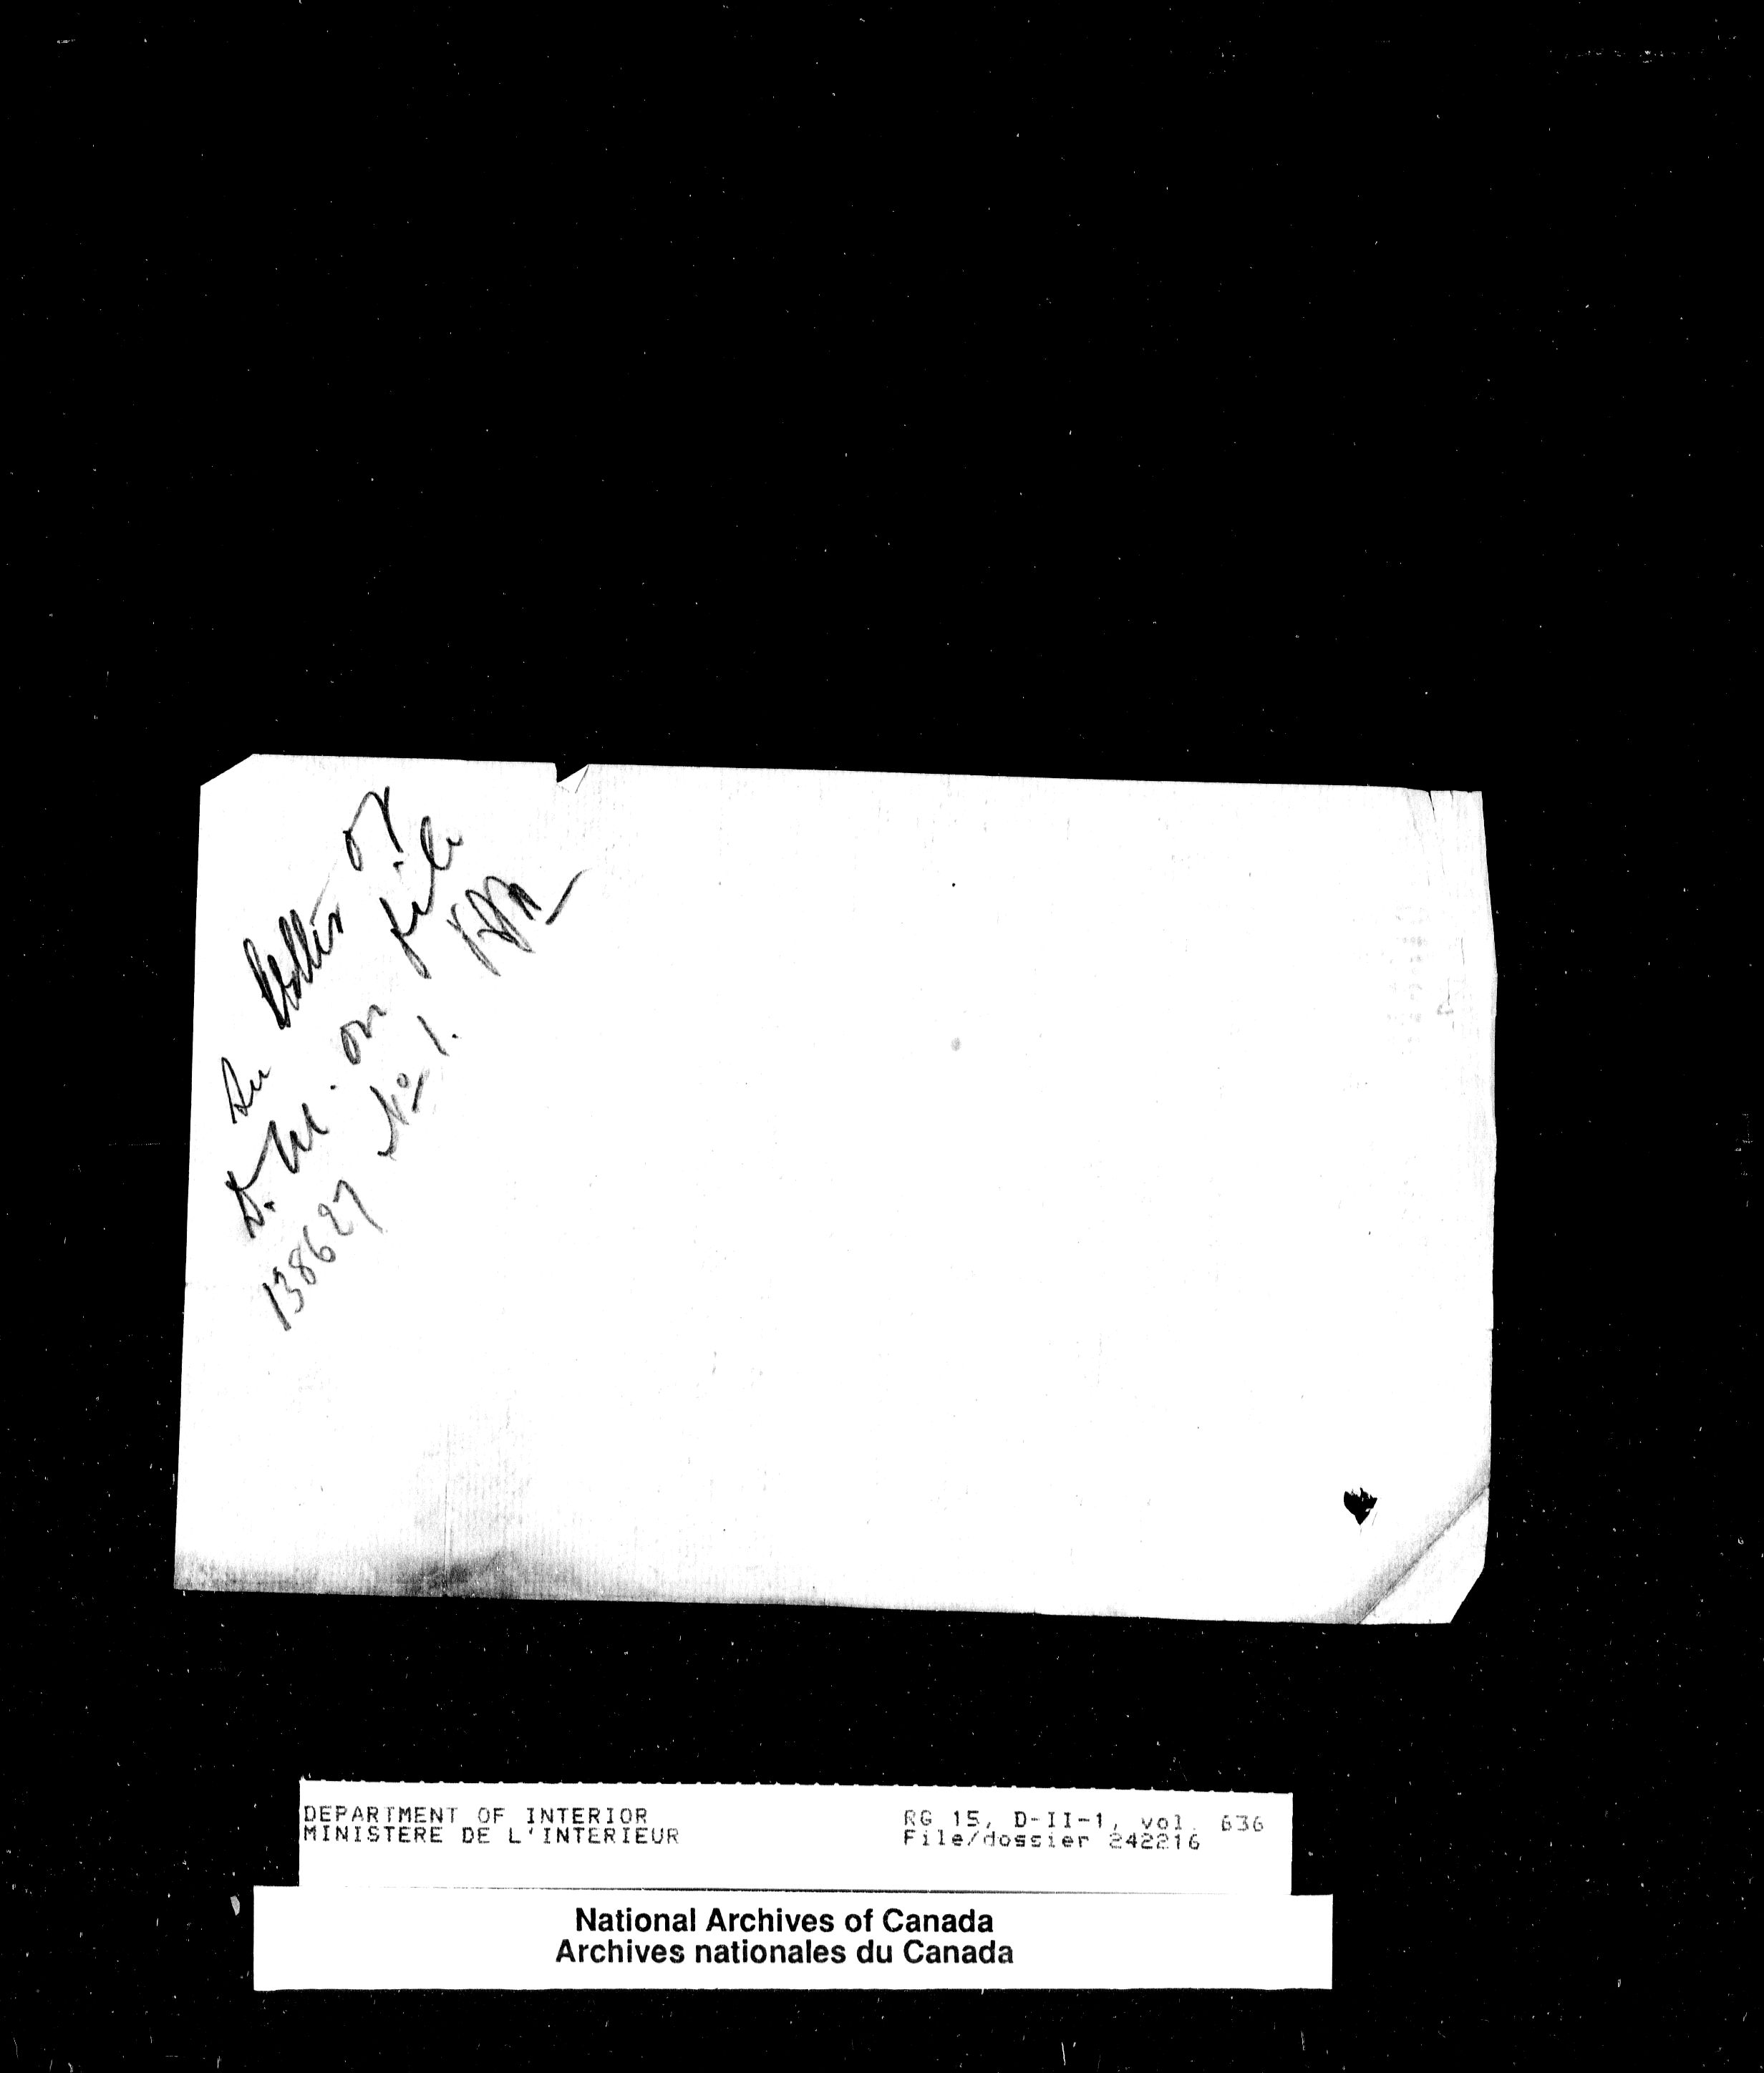 See Mem of
D. M. on file
138627 No 1.
DEPARTMENT OF INTERIOR
MINISTERE DE L'INTERIEUR
RG 15, D-II-1, vol. 636
File/dossier 242216
National Archives of Canada
Archives nationales du Canada